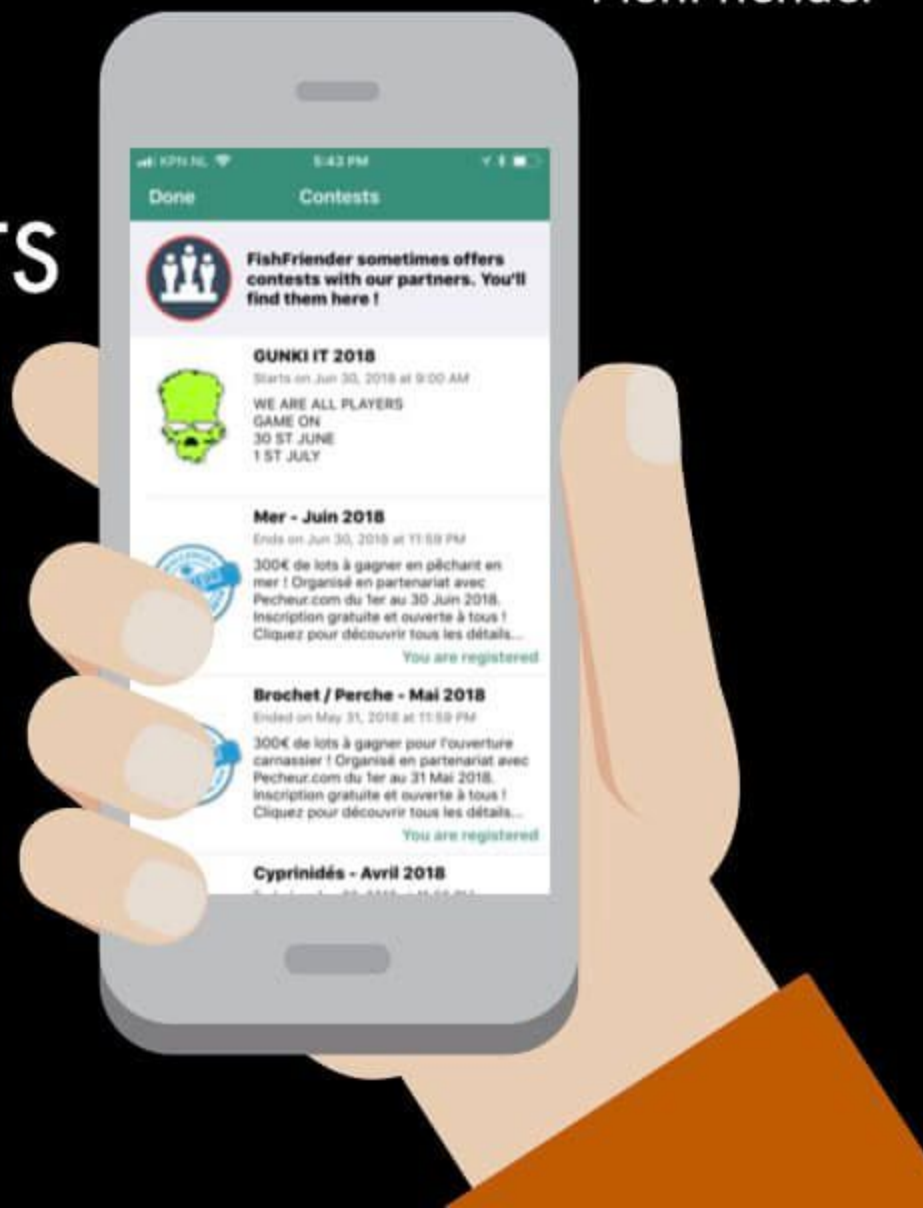 FishFriender
TS
KPN NL 5:43 PM
Done Contests
FishFriender sometimes offers
contests with our partners. You'll
find them here !
GUNKI IT 2018
Starts on Jun 30, 2018 at 9:00 AM
WE ARE ALL PLAYERS
GAME ON
30 ST JUNE
1 ST JULY
Mer - Juin 2018
Ends on Jun 30, 2018 at 11:59 PM
300€ de lots à gagner en pêchant en
mer ! Organisé en partenariat avec
Pecheur.com du 1er au 30 Juin 2018.
Inscription gratuite et ouverte à tous !
Cliquez pour découvrir tous les détails...
You are registered
Brochet / Perche - Mai 2018
Ended on May 31, 2018 at 11:59 PM
300€ de lots à gagner pour l'ouverture
carnassier ! Organisé en partenariat avec
Pecheur.com du 1er au 31 Mai 2018.
Inscription gratuite et ouverte à tous !
Cliquez pour découvrir tous les détails...
You are registered
Cyprinidés - Avril 2018